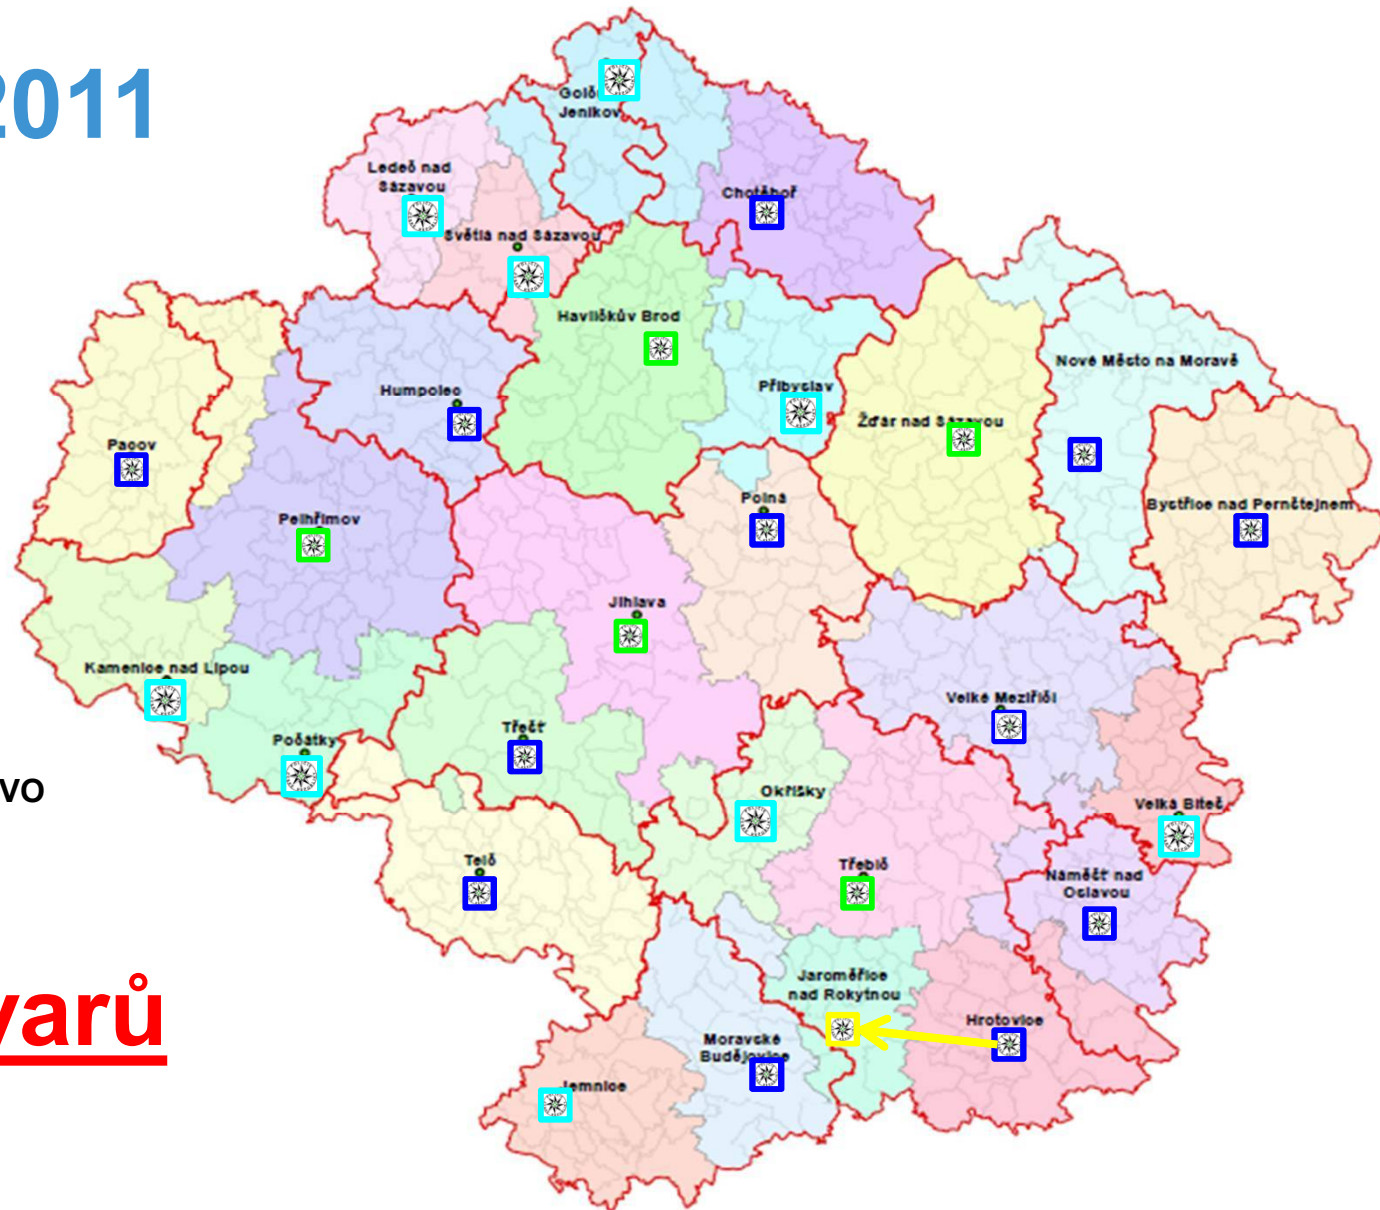 2011
Golčův
Jeníkov
Ledeč nad
Sázavou
Chotěboř
Světlá nad Sázavou
Havlíčkův Brod
Nové Město na Moravě
Humpolec
Přibyslav
Žďár nad Sázavou
Pacov
Polná
Bystřice nad Pernštejnem
Pelhřimov
Jihlava
Kamenice nad Lipou
Velké Meziříčí
Třešť
Počátky
vo
Okříšky
Velká Bíteš
Telč
Třebíč
Náměšť nad
Oslavou
Jaroměřice
nad Rokytnou
varů
Hrotovice
Moravské
Budějovice
Jemnice